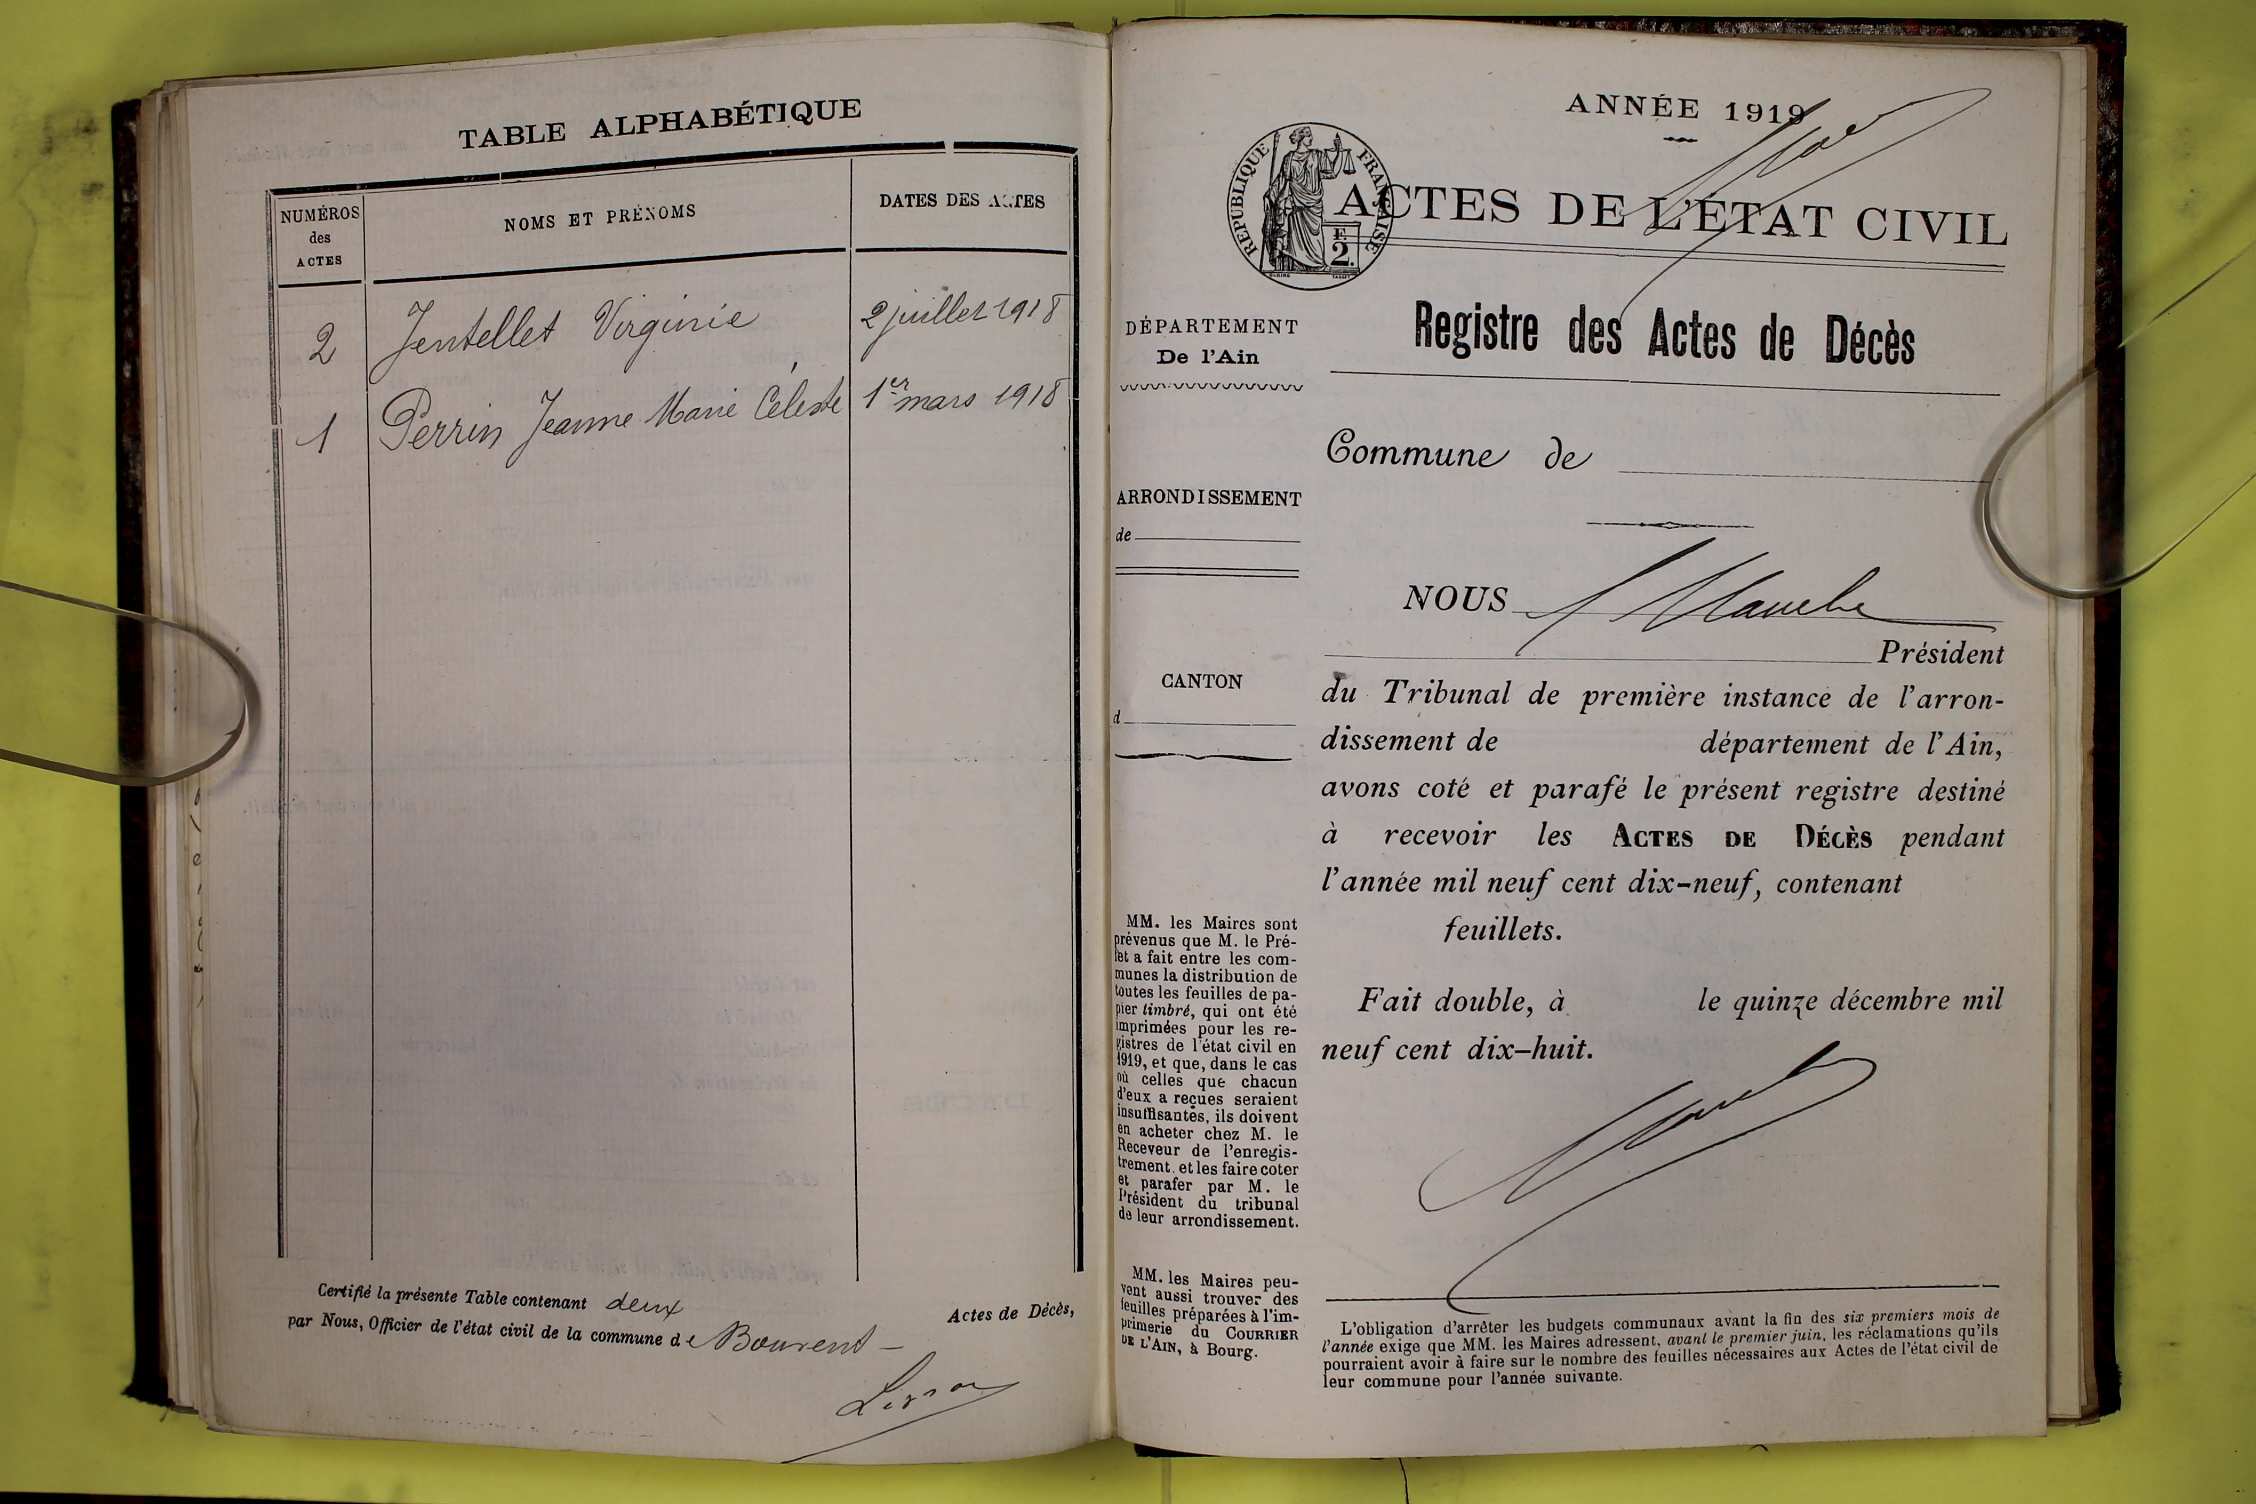 TABLE ALPHABÉTIQUE
NUMÉROS
des
ACTES
NOMS ET PRÉNOMS
DATES DES ACTES
2 Jentellet Virginie 2 juillet 1918
1 Perrin Jeanne Marie Céleste 1er mars 1918
Certifié la présente Table contenant deux Actes de Décès,
par Nous, Officier de l'état civil de la commune de
ANNÉE 1919
RÉPUBLIQUE FRANÇAISE
F.
2.
ACTES DE L'ÉTAT CIVIL
DÉPARTEMENT
De l'Ain
Registre des Actes de Décès
Commune de
ARRONDISSEMENT
de
NOUS
Président
CANTON
d
du Tribunal de première instance de l'arron-
dissement de département de l'Ain,
avons coté et parafé le présent registre destiné
à recevoir les ACTES DE DÉCÈS pendant
l'année mil neuf cent dix-neuf, contenant
feuillets.
Fait double, à le quinze décembre mil
neuf cent dix-huit.
MM. les Maires sont
prévenus que M. le Pré-
fet a fait entre les com-
munes la distribution de
toutes les feuilles de pa-
pier timbré, qui ont été
imprimées pour les re-
gistres de l'état civil en
1919, et que, dans le cas
où celles que chacun
d'eux a reçues seraient
insuffisantes, ils doivent
en acheter chez M. le
Receveur de l'enregis-
trement. et les faire coter
et parafer par M. le
Président du tribunal
de leur arrondissement.
MM. les Maires peu-
vent aussi trouver des
feuilles préparées à l'im-
primerie du COURRIER
DE L'AIN, à Bourg.
L'obligation d'arrêter les budgets communaux avant la fin des six premiers mois de
l'année exige que MM. les Maires adressent, avant le premier juin, les réclamations qu'ils
pourraient avoir à faire sur le nombre des feuilles nécessaires aux Actes de l'état civil de
leur commune pour l'année suivante.